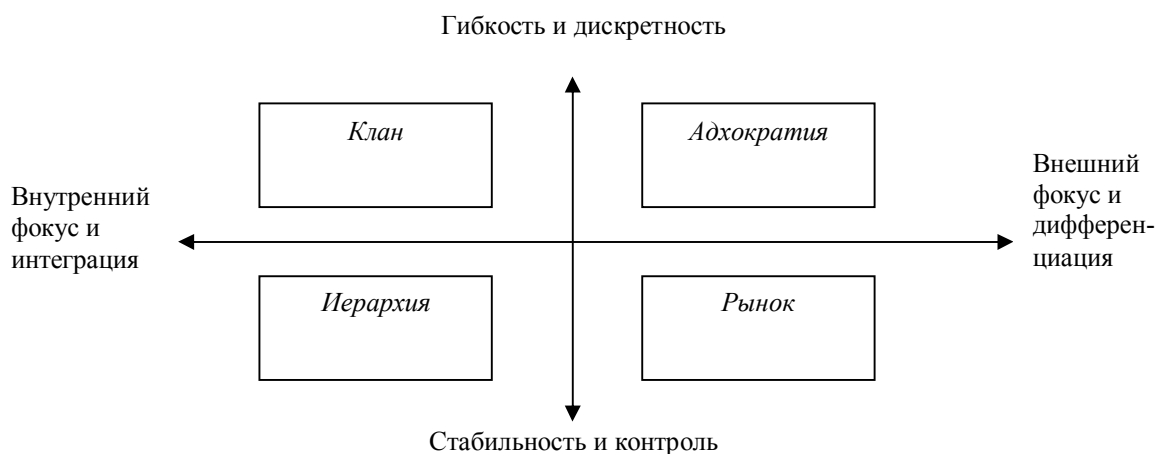 Гибкость и дискретность
Клан
Адхократия
Внутренний
фокус и
интеграция
Внешний
фокус и
дифферен-
циация
Иерархия
Рынок
Стабильность и контроль